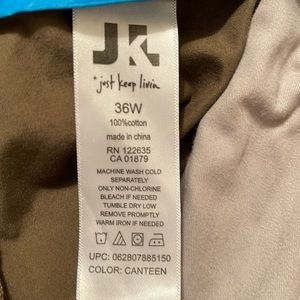 JKL
*just keep livin
36W
100%cotton
made in china
RN 122635
CA 01879
MACHINE WASH COLD
SEPARATELY
ONLY NON-CHLORINE
BLEACH IF NEEDED
TUMBLE DRY LOW
REMOVE PROMPTLY
WARM IRON IF NEEDED
UPC: 062807885150
COLOR: CANTEEN